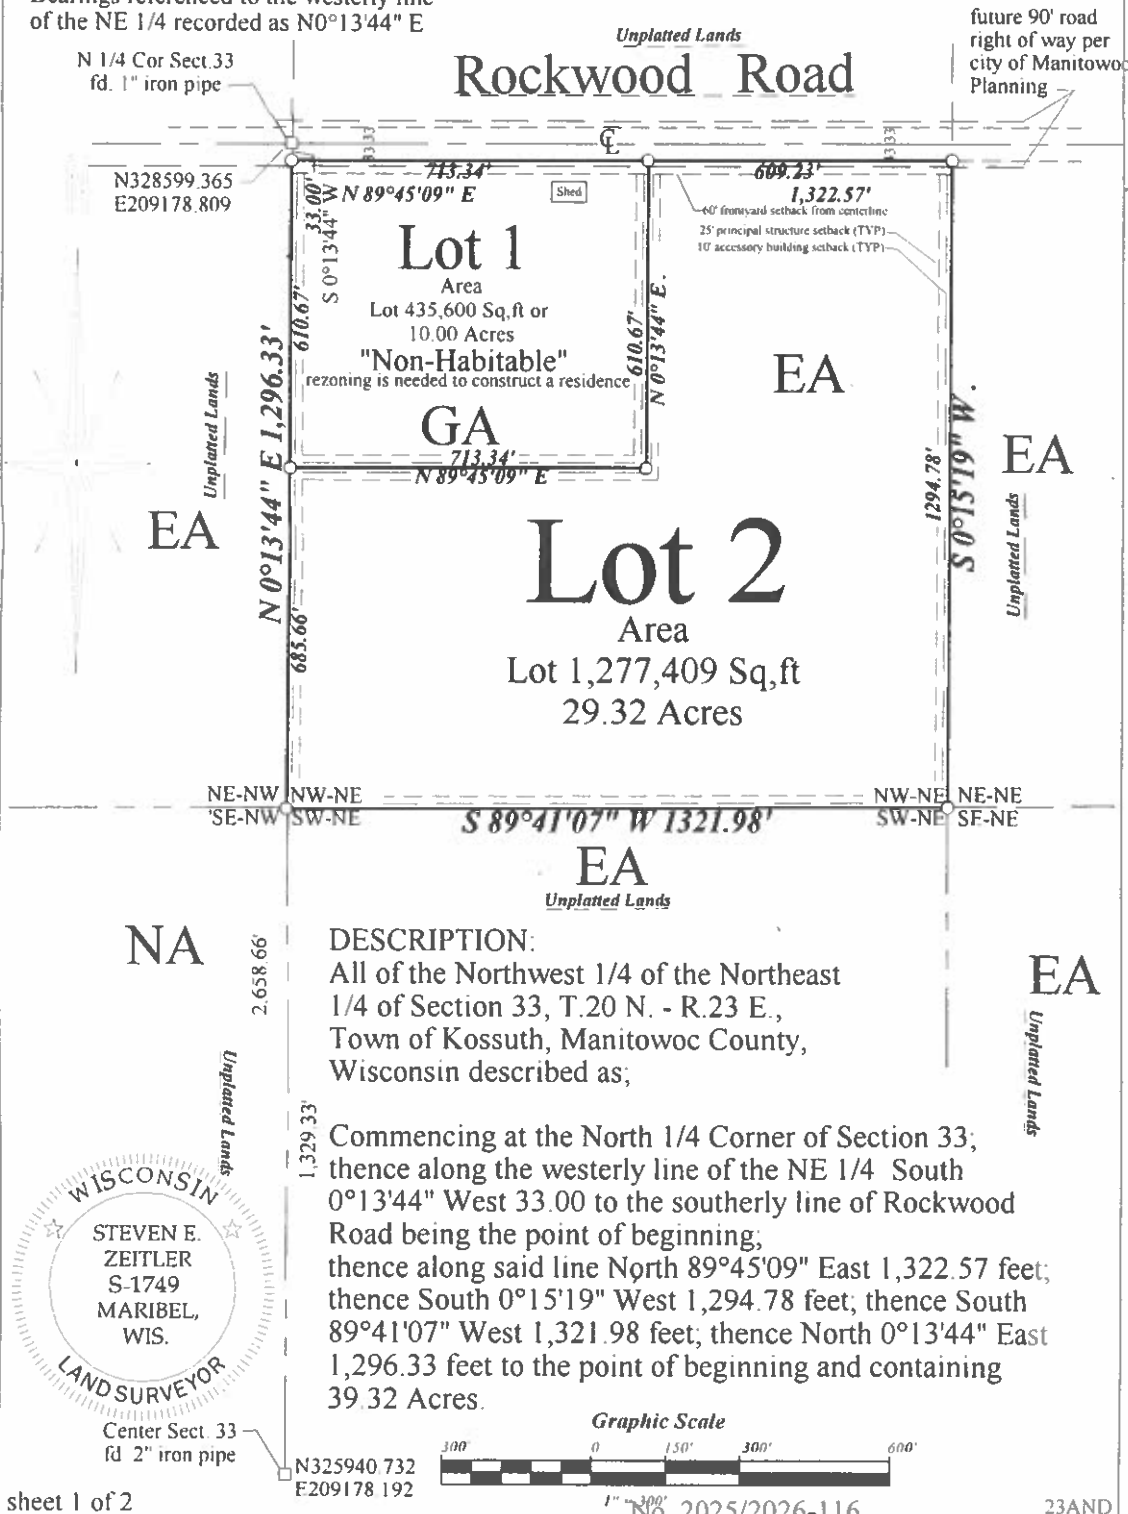 of the NE 1/4 recorded as N0°13'44" E
N 1/4 Cor Sect.33
fd. 1" iron pipe
Unplatted Lands
Rockwood Road
future 90' road
right of way per
city of Manitowoc
Planning
33
33
CL
N328599.365
E209178.809
33.00'
S 0°13'44" W
713.34'
N 89°45'09" E
Shed
609.23'
1,322.57'
60' frontyard setback from centerline
25' principal structure setback (TYP)
10' accessory building setback (TYP)
Lot 1
Area
Lot 435,600 Sq,ft or
10.00 Acres
"Non-Habitable"
rezoning is needed to construct a residence
GA
610.67'
610.67'
N 0°13'44" E.
713.34'
N 89°45'09" E
EA
N 0°13'44" E 1,296.33'
Unplatted Lands
EA
685.66'
1294.78'
S 0°15'19" W
EA
Unplatted Lands
Lot 2
Area
Lot 1,277,409 Sq,ft
29.32 Acres
NE-NW NW-NE
SE-NW SW-NE
NW-NE NE-NE
SW-NE SE-NE
S 89°41'07" W 1321.98'
EA
Unplatted Lands
NA
2,658.66'
Unplatted Lands
1,329.33'
EA
Unplatted Lands
DESCRIPTION:
All of the Northwest 1/4 of the Northeast
1/4 of Section 33, T.20 N. - R.23 E.,
Town of Kossuth, Manitowoc County,
Wisconsin described as;
Commencing at the North 1/4 Corner of Section 33;
thence along the westerly line of the NE 1/4 South
0°13'44" West 33.00 to the southerly line of Rockwood
Road being the point of beginning;
thence along said line North 89°45'09" East 1,322.57 feet;
thence South 0°15'19" West 1,294.78 feet; thence South
89°41'07" West 1,321.98 feet; thence North 0°13'44" East
1,296.33 feet to the point of beginning and containing
39.32 Acres.
WISCONSIN
STEVEN E.
ZEITLER
S-1749
MARIBEL,
WIS.
LAND SURVEYOR
Center Sect. 33
fd 2" iron pipe
N325940.732
E209178.192
Graphic Scale
300' 0 150' 300' 600'
1" = 300'
No. 2025/2026-116
sheet 1 of 2
23AND